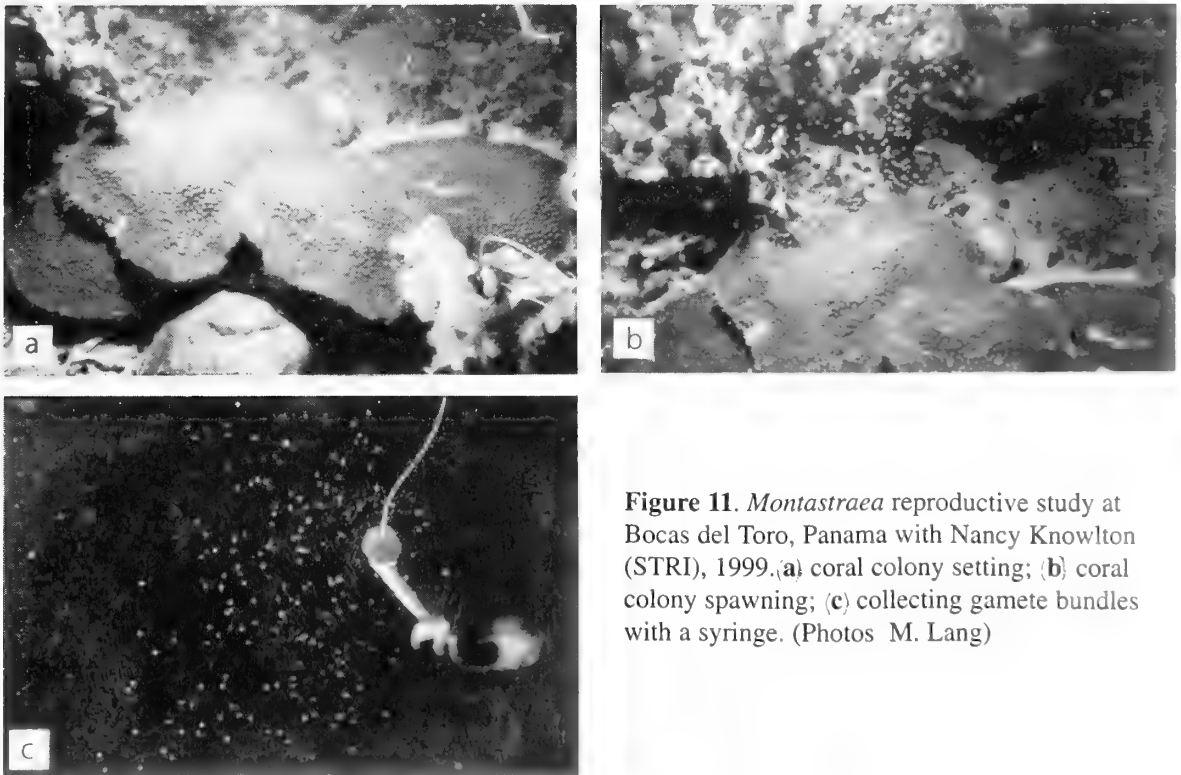 a
b
c
Figure 11. Montastraea reproductive study at
Bocas del Toro, Panama with Nancy Knowlton
(STRI), 1999. (a) coral colony setting; (b) coral
colony spawning; (c) collecting gamete bundles
with a syringe. (Photos M. Lang)